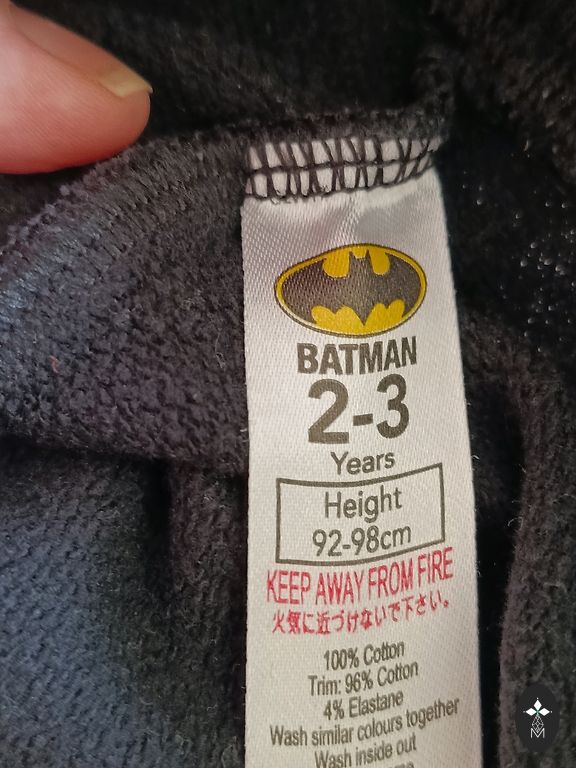 BATMAN
2-3
Years
Height
92-98cm
KEEP AWAY FROM FIRE
火気に近づけないで下さい。
100% Cotton
Trim: 96% Cotton
4% Elastane
Wash similar colours together
Wash inside out
M